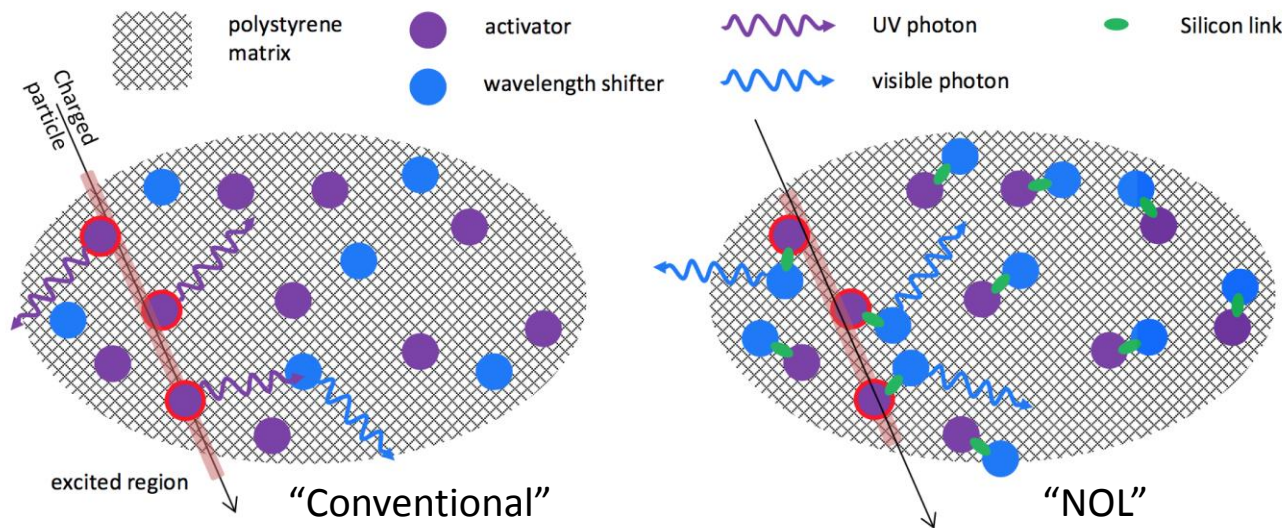 polystyrene
matrix
activator
wavelength shifter
UV photon
visible photon
Silicon link
Charged
particle
excited region
“Conventional”
“NOL”